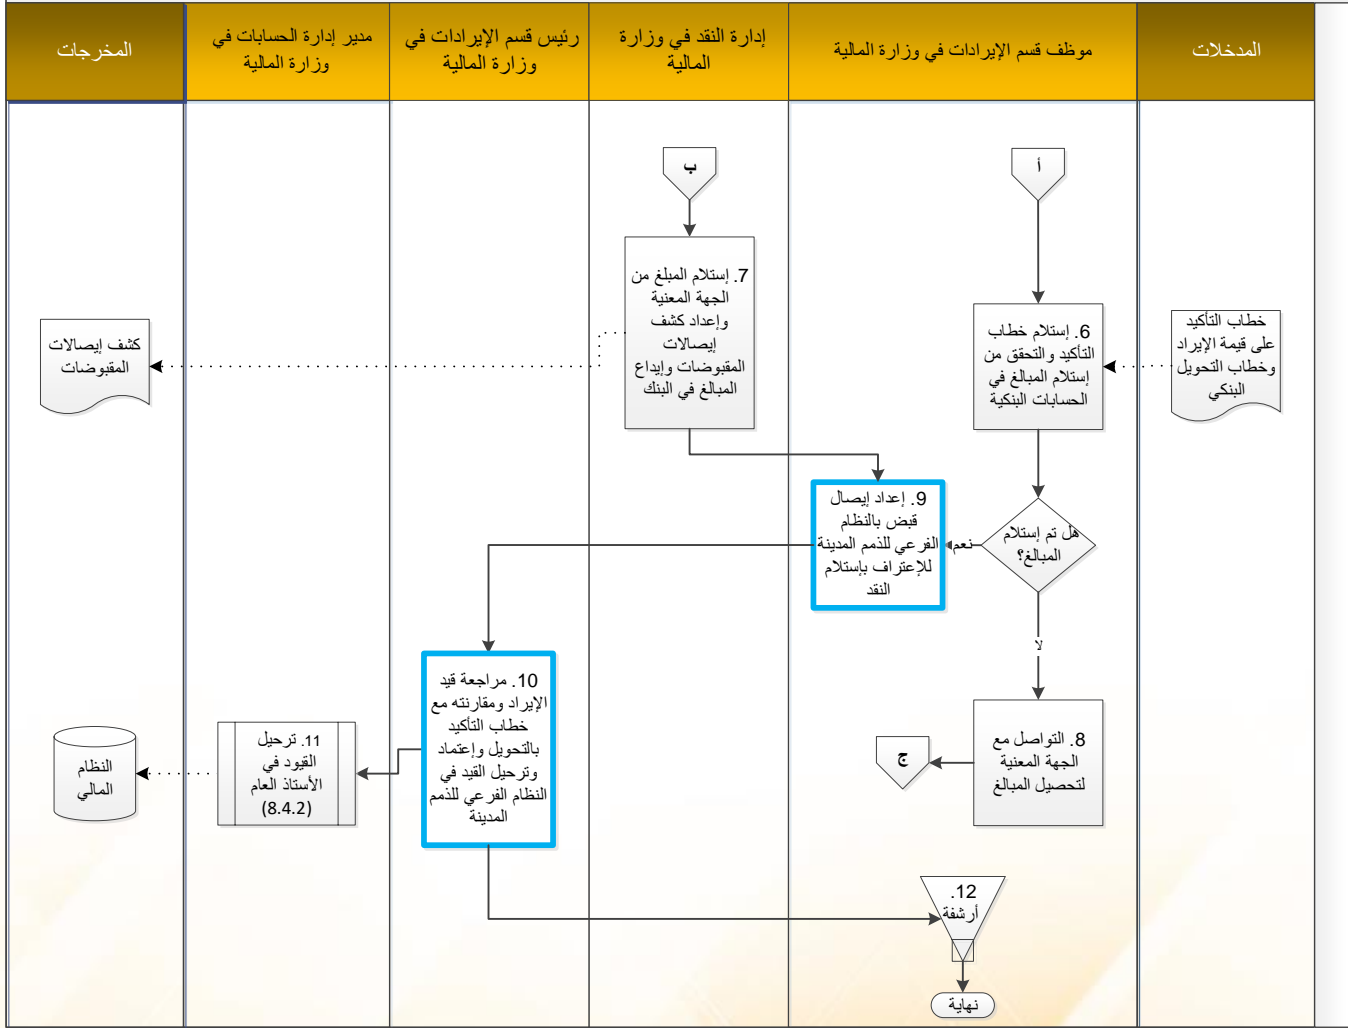 المدخلات
موظف قسم الإيرادات في وزارة المالية
إدارة النقد في وزارة
المالية
رئيس قسم الإيرادات في
وزارة المالية
مدير إدارة الحسابات في
وزارة المالية
المخرجات
أ
ب
خطاب التأكيد
على قيمة الإيراد
وخطاب التحويل
البنكي
6. إستلام خطاب
التأكيد والتحقق من
إستلام المبالغ في
الحسابات البنكية
7. إستلام المبلغ من
الجهة المعنية
وإعداد كشف
إيصالات
المقبوضات وإيداع
المبالغ في البنك
كشف إيصالات
المقبوضات
هل تم إستلام
المبالغ؟
نعم
لا
9. إعداد إيصال
قبض بالنظام
الفرعي للذمم المدينة
للإعتراف بإستلام
النقد
8. التواصل مع
الجهة المعنية
لتحصيل المبالغ
ج
10. مراجعة قيد
الإيراد ومقارنته مع
خطاب التأكيد
بالتحويل وإعتماد
وترحيل القيد في
النظام الفرعي للذمم
المدينة
11. ترحيل
القيود في
الأستاذ العام
(8.4.2)
النظام
المالي
12.
أرشفة
نهاية